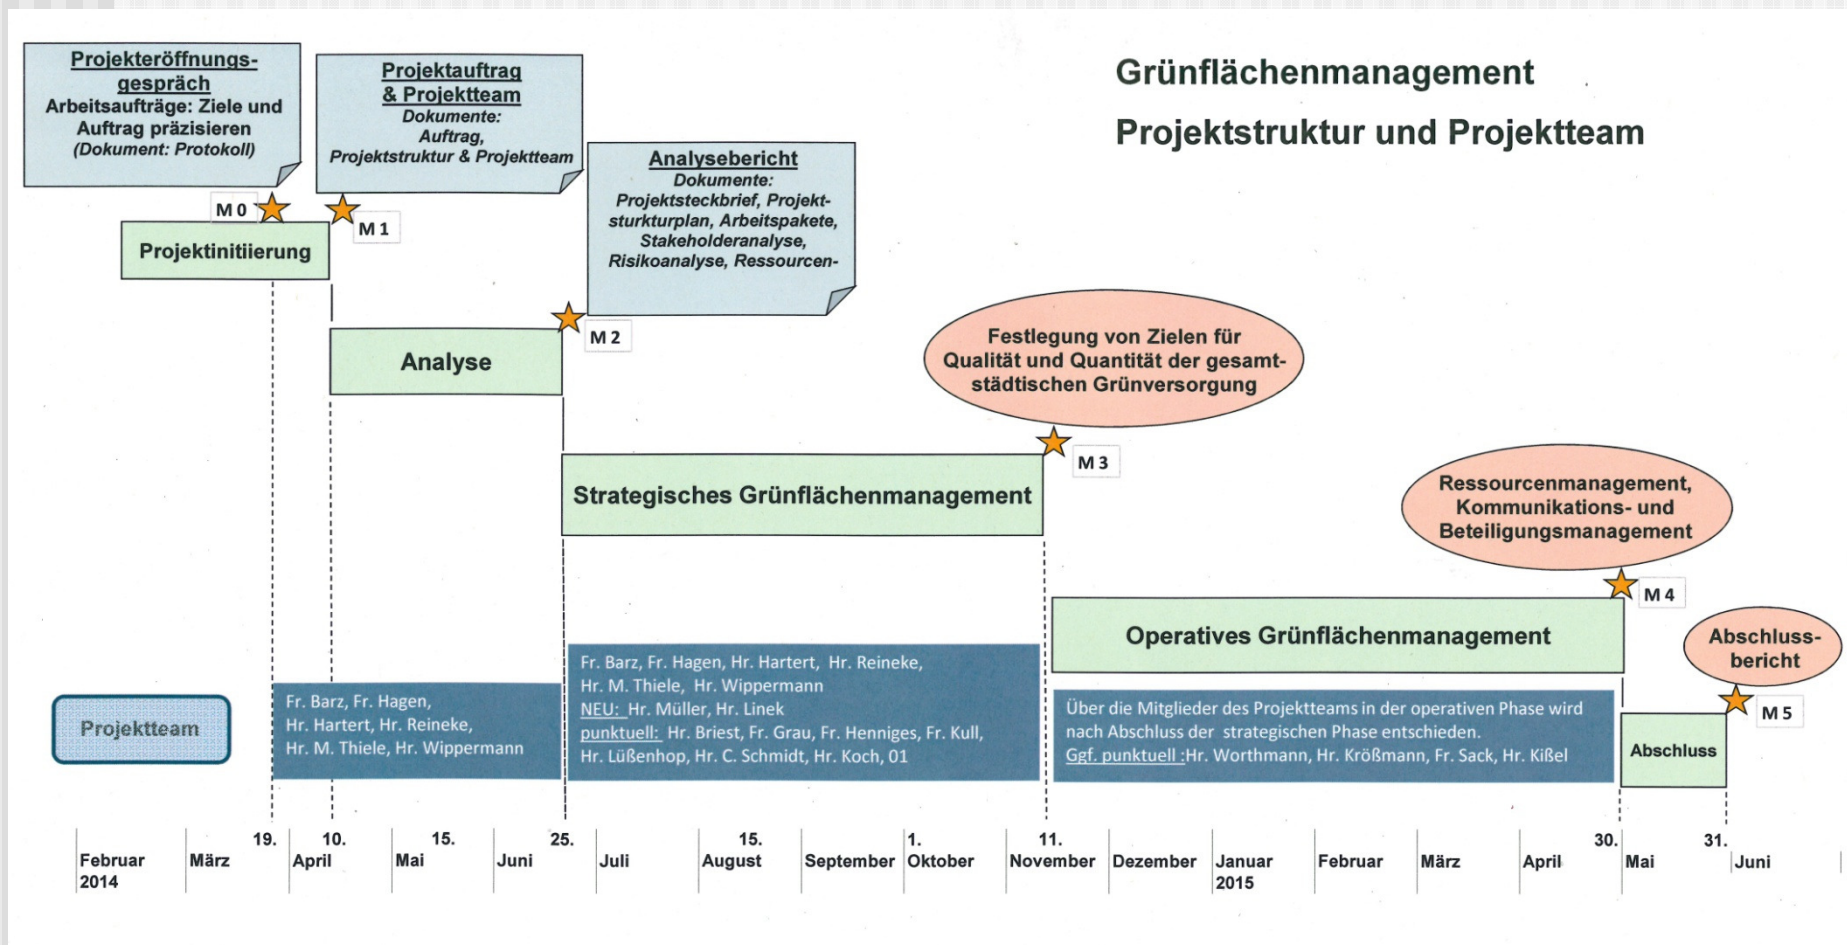 Grünflächenmanagement
Projektstruktur und Projektteam
Projekteröffnungs-
gespräch
Arbeitsaufträge: Ziele und
Auftrag präzisieren
(Dokument: Protokoll)
Projektauftrag
& Projektteam
Dokumente:
Auftrag,
Projektstruktur & Projektteam
Analysebericht
Dokumente:
Projektsteckbrief, Projekt-
sturkturplan, Arbeitspakete,
Stakeholderanalyse,
Risikoanalyse, Ressourcen-
M 0
M 1
Projektinitiierung
M 2
Analyse
Festlegung von Zielen für
Qualität und Quantität der gesamt-
städtischen Grünversorgung
M 3
Strategisches Grünflächenmanagement
Ressourcenmanagement,
Kommunikations- und
Beteiligungsmanagement
M 4
Operatives Grünflächenmanagement
Abschluss-
bericht
M 5
Abschluss
Projektteam
Fr. Barz, Fr. Hagen,
Hr. Hartert, Hr. Reineke,
Hr. M. Thiele, Hr. Wippermann
Fr. Barz, Fr. Hagen, Hr. Hartert, Hr. Reineke,
Hr. M. Thiele, Hr. Wippermann
NEU: Hr. Müller, Hr. Linek
punktuell: Hr. Briest, Fr. Grau, Fr. Henniges, Fr. Kull,
Hr. Lüßenhop, Hr. C. Schmidt, Hr. Koch, 01
Über die Mitglieder des Projektteams in der operativen Phase wird
nach Abschluss der strategischen Phase entschieden.
Ggf. punktuell :Hr. Worthmann, Hr. Krößmann, Fr. Sack, Hr. Kißel
19. 10. 15. 25. 15. 1. 11. 30. 31.
Februar März April Mai Juni Juli August September Oktober November Dezember Januar Februar März April Mai Juni
2014 2015